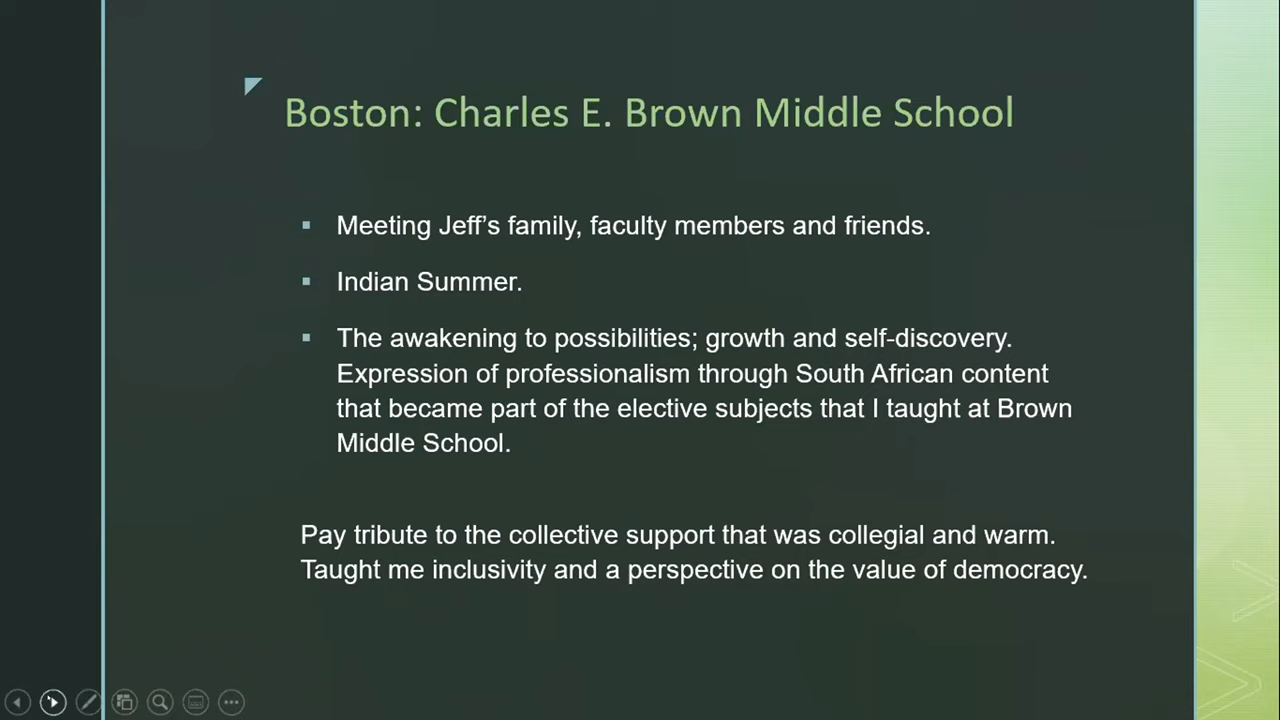 Boston: Charles E. Brown Middle School
Meeting Jeff’s family, faculty members and friends.
Indian Summer.
The awakening to possibilities; growth and self-discovery.
Expression of professionalism through South African content
that became part of the elective subjects that I taught at Brown
Middle School.
Pay tribute to the collective support that was collegial and warm.
Taught me inclusivity and a perspective on the value of democracy.